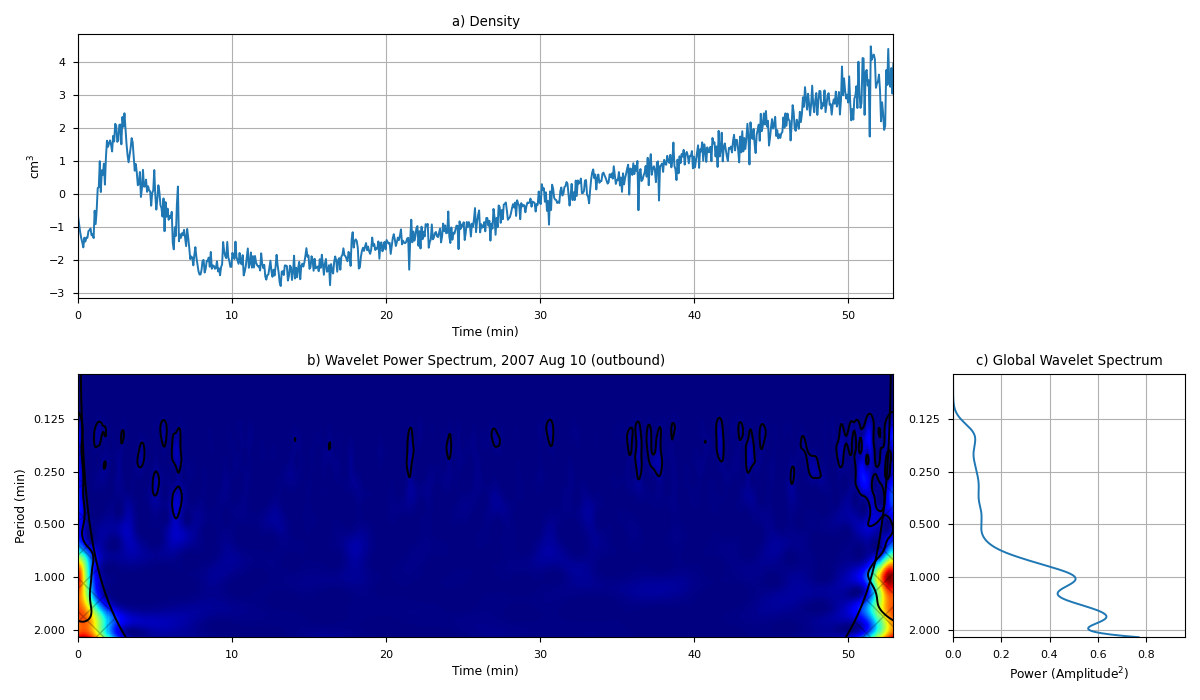 a) Density
cm³
4
3
2
1
0
−1
−2
−3
0 10 20 30 40 50
Time (min)
b) Wavelet Power Spectrum, 2007 Aug 10 (outbound)
Period (min)
0.125
0.250
0.500
1.000
2.000
0 10 20 30 40 50
Time (min)
c) Global Wavelet Spectrum
0.125
0.250
0.500
1.000
2.000
0.0 0.2 0.4 0.6 0.8
Power (Amplitude²)